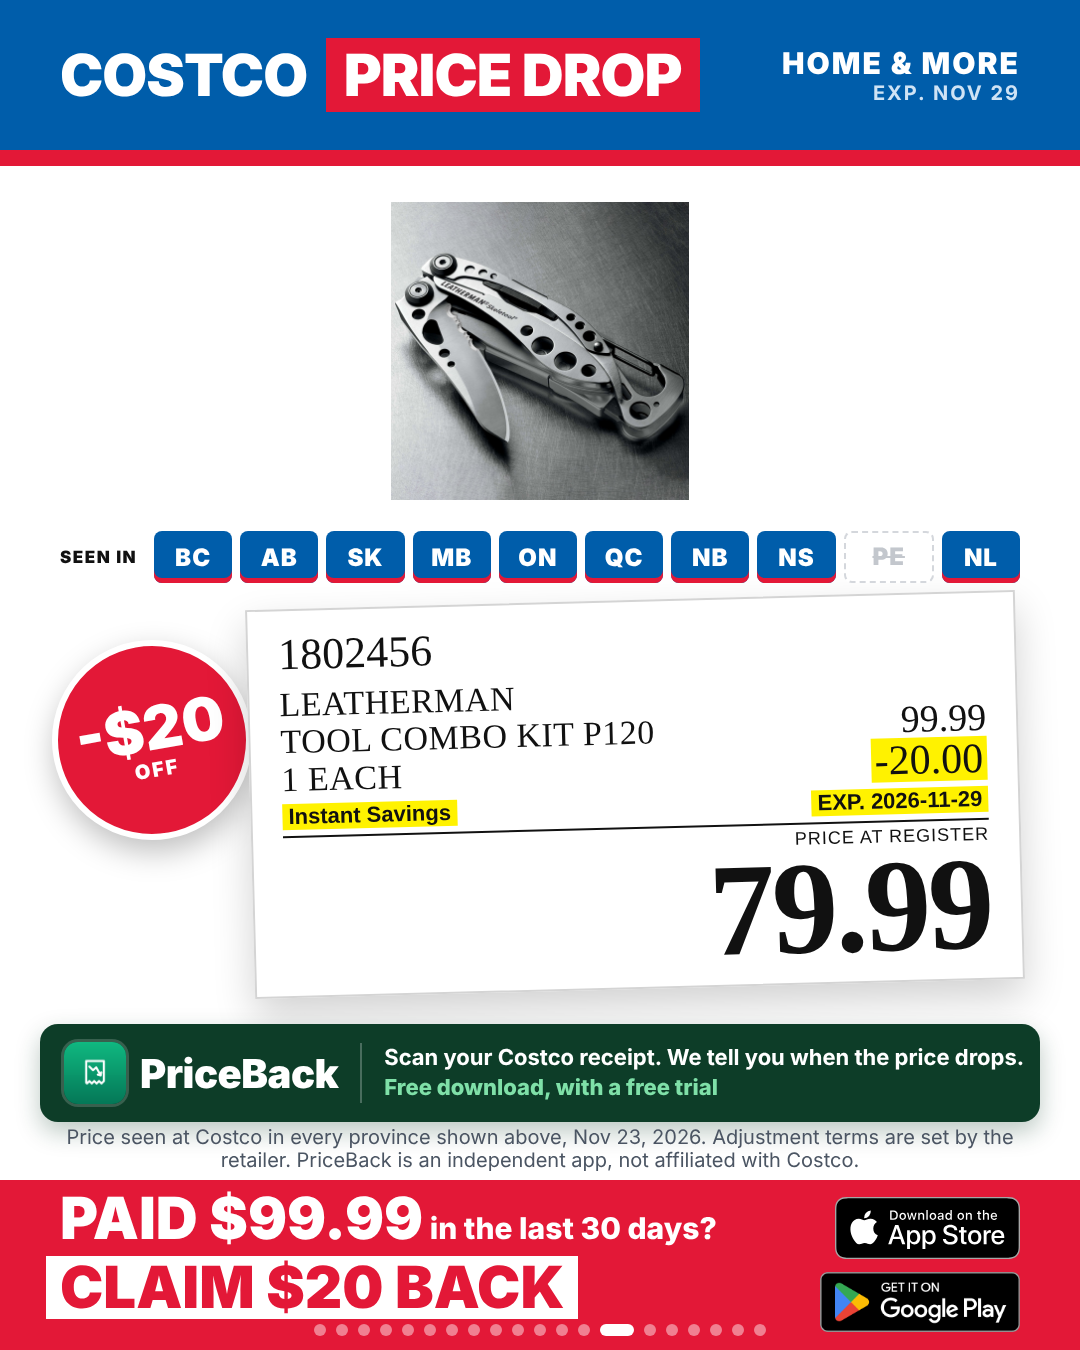 COSTCO PRICE DROP
HOME & MORE
EXP. NOV 29
LEATHERMAN® Skeletool™
SEEN IN BC AB SK MB ON QC NB NS PE NL
-$20
OFF
1802456
LEATHERMAN
TOOL COMBO KIT P120
1 EACH
Instant Savings
99.99
-20.00
EXP. 2026-11-29
PRICE AT REGISTER
79.99
PriceBack
Scan your Costco receipt. We tell you when the price drops.
Free download, with a free trial
Price seen at Costco in every province shown above, Nov 23, 2026. Adjustment terms are set by the
retailer. PriceBack is an independent app, not affiliated with Costco.
PAID $99.99 in the last 30 days?
CLAIM $20 BACK
Download on the
App Store
GET IT ON
Google Play